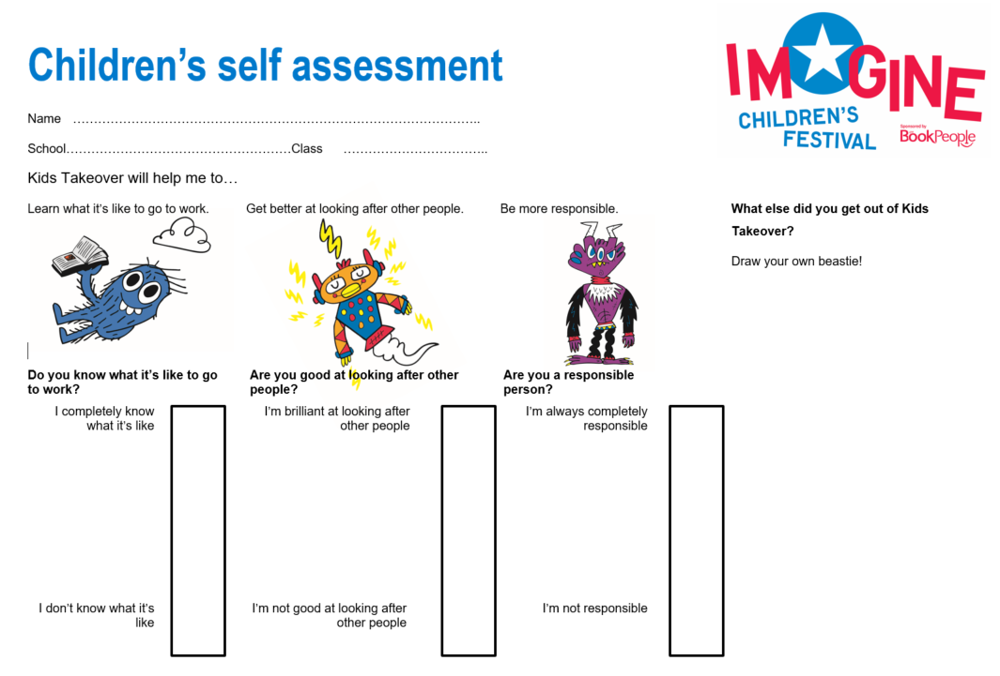 Children's self assessment
IMAGINE
CHILDREN'S
FESTIVAL
Sponsored by
the BookPeople
Name ……………………………………………………………………………………..
School………………………………………………Class ……………………………..
Kids Takeover will help me to…
Learn what it's like to go to work.
Get better at looking after other people.
Be more responsible.
What else did you get out of Kids
Takeover?
Draw your own beastie!
Do you know what it's like to go
to work?
I completely know
what it's like
I don't know what it's
like
Are you good at looking after other
people?
I'm brilliant at looking after
other people
I'm not good at looking after
other people
Are you a responsible
person?
I'm always completely
responsible
I'm not responsible